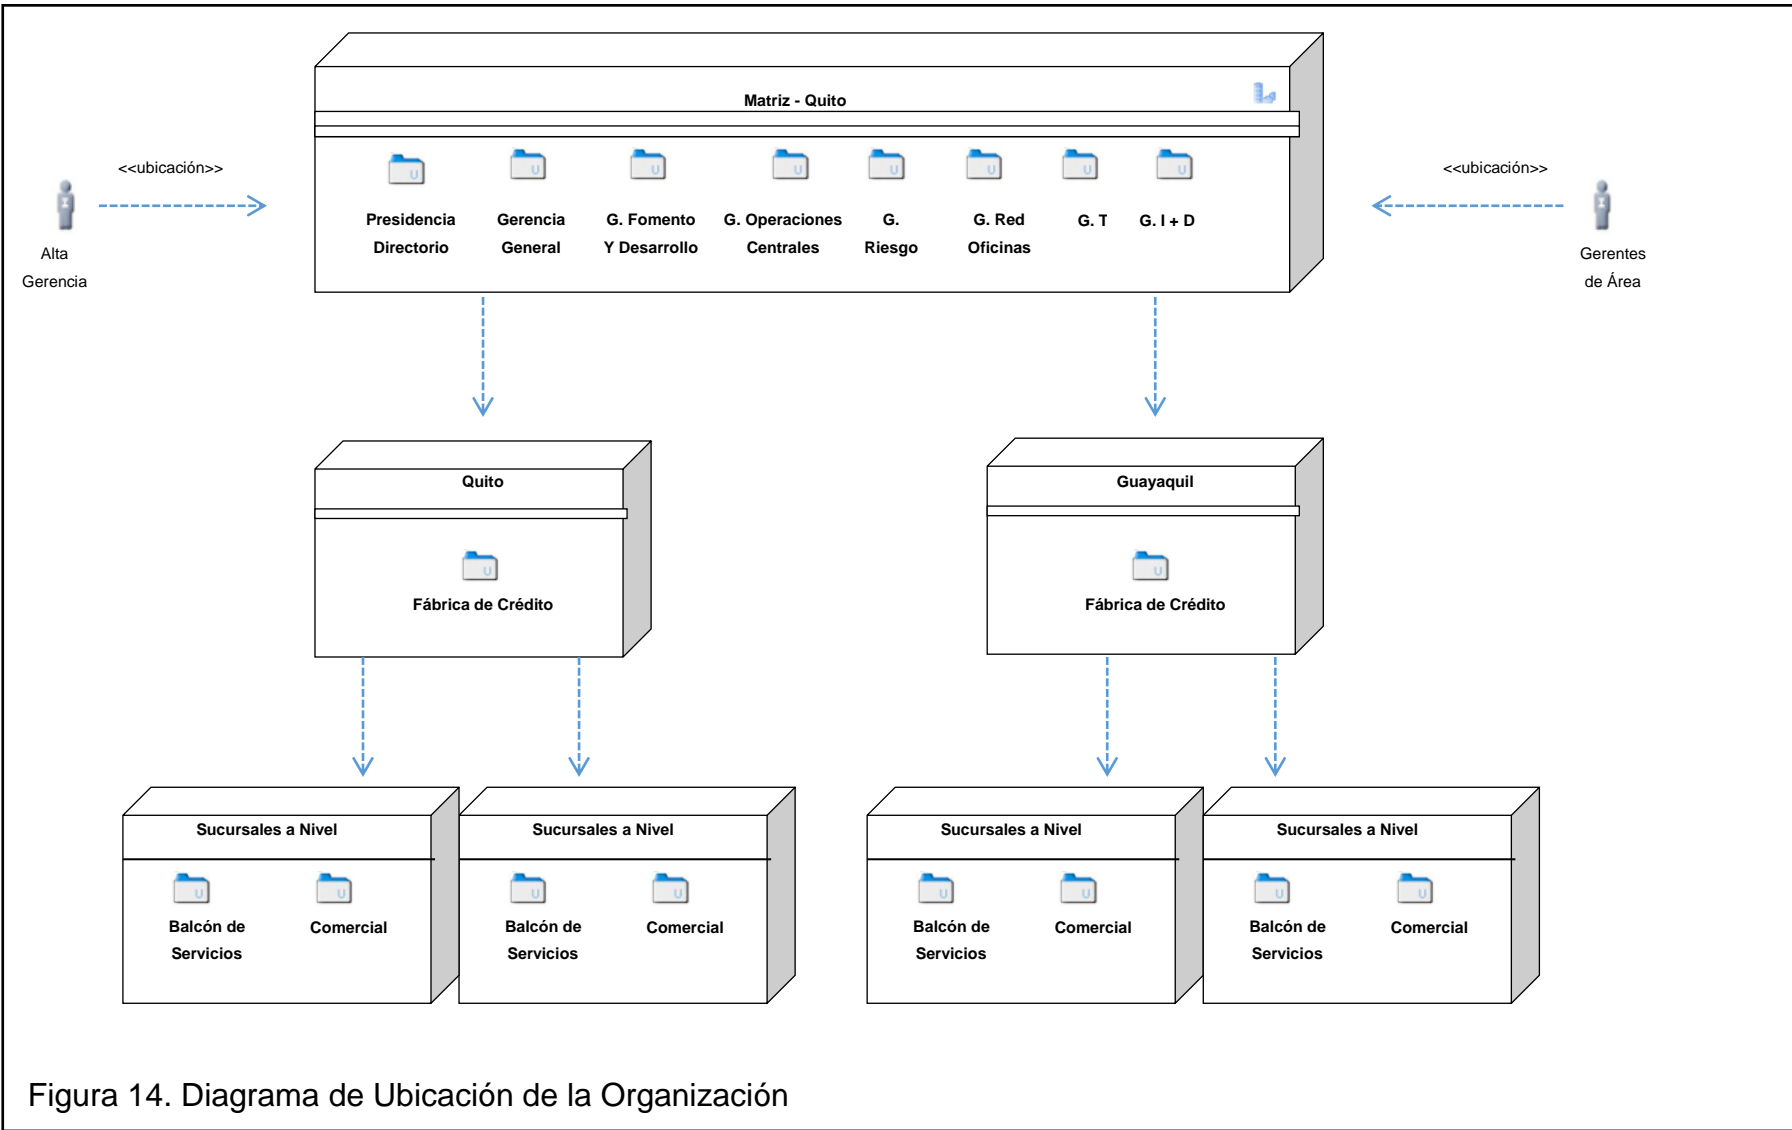 Matriz - Quito
<<ubicación>>
<<ubicación>>
Presidencia
Directorio
Gerencia
General
G. Fomento
Y Desarrollo
G. Operaciones
Centrales
G.
Riesgo
G. Red
Oficinas
G. T
G. I + D
Alta
Gerencia
Gerentes
de Área
Quito
Fábrica de Crédito
Guayaquil
Fábrica de Crédito
Sucursales a Nivel
Balcón de
Servicios
Comercial
Sucursales a Nivel
Balcón de
Servicios
Comercial
Sucursales a Nivel
Balcón de
Servicios
Comercial
Sucursales a Nivel
Balcón de
Servicios
Comercial
Figura 14. Diagrama de Ubicación de la Organización